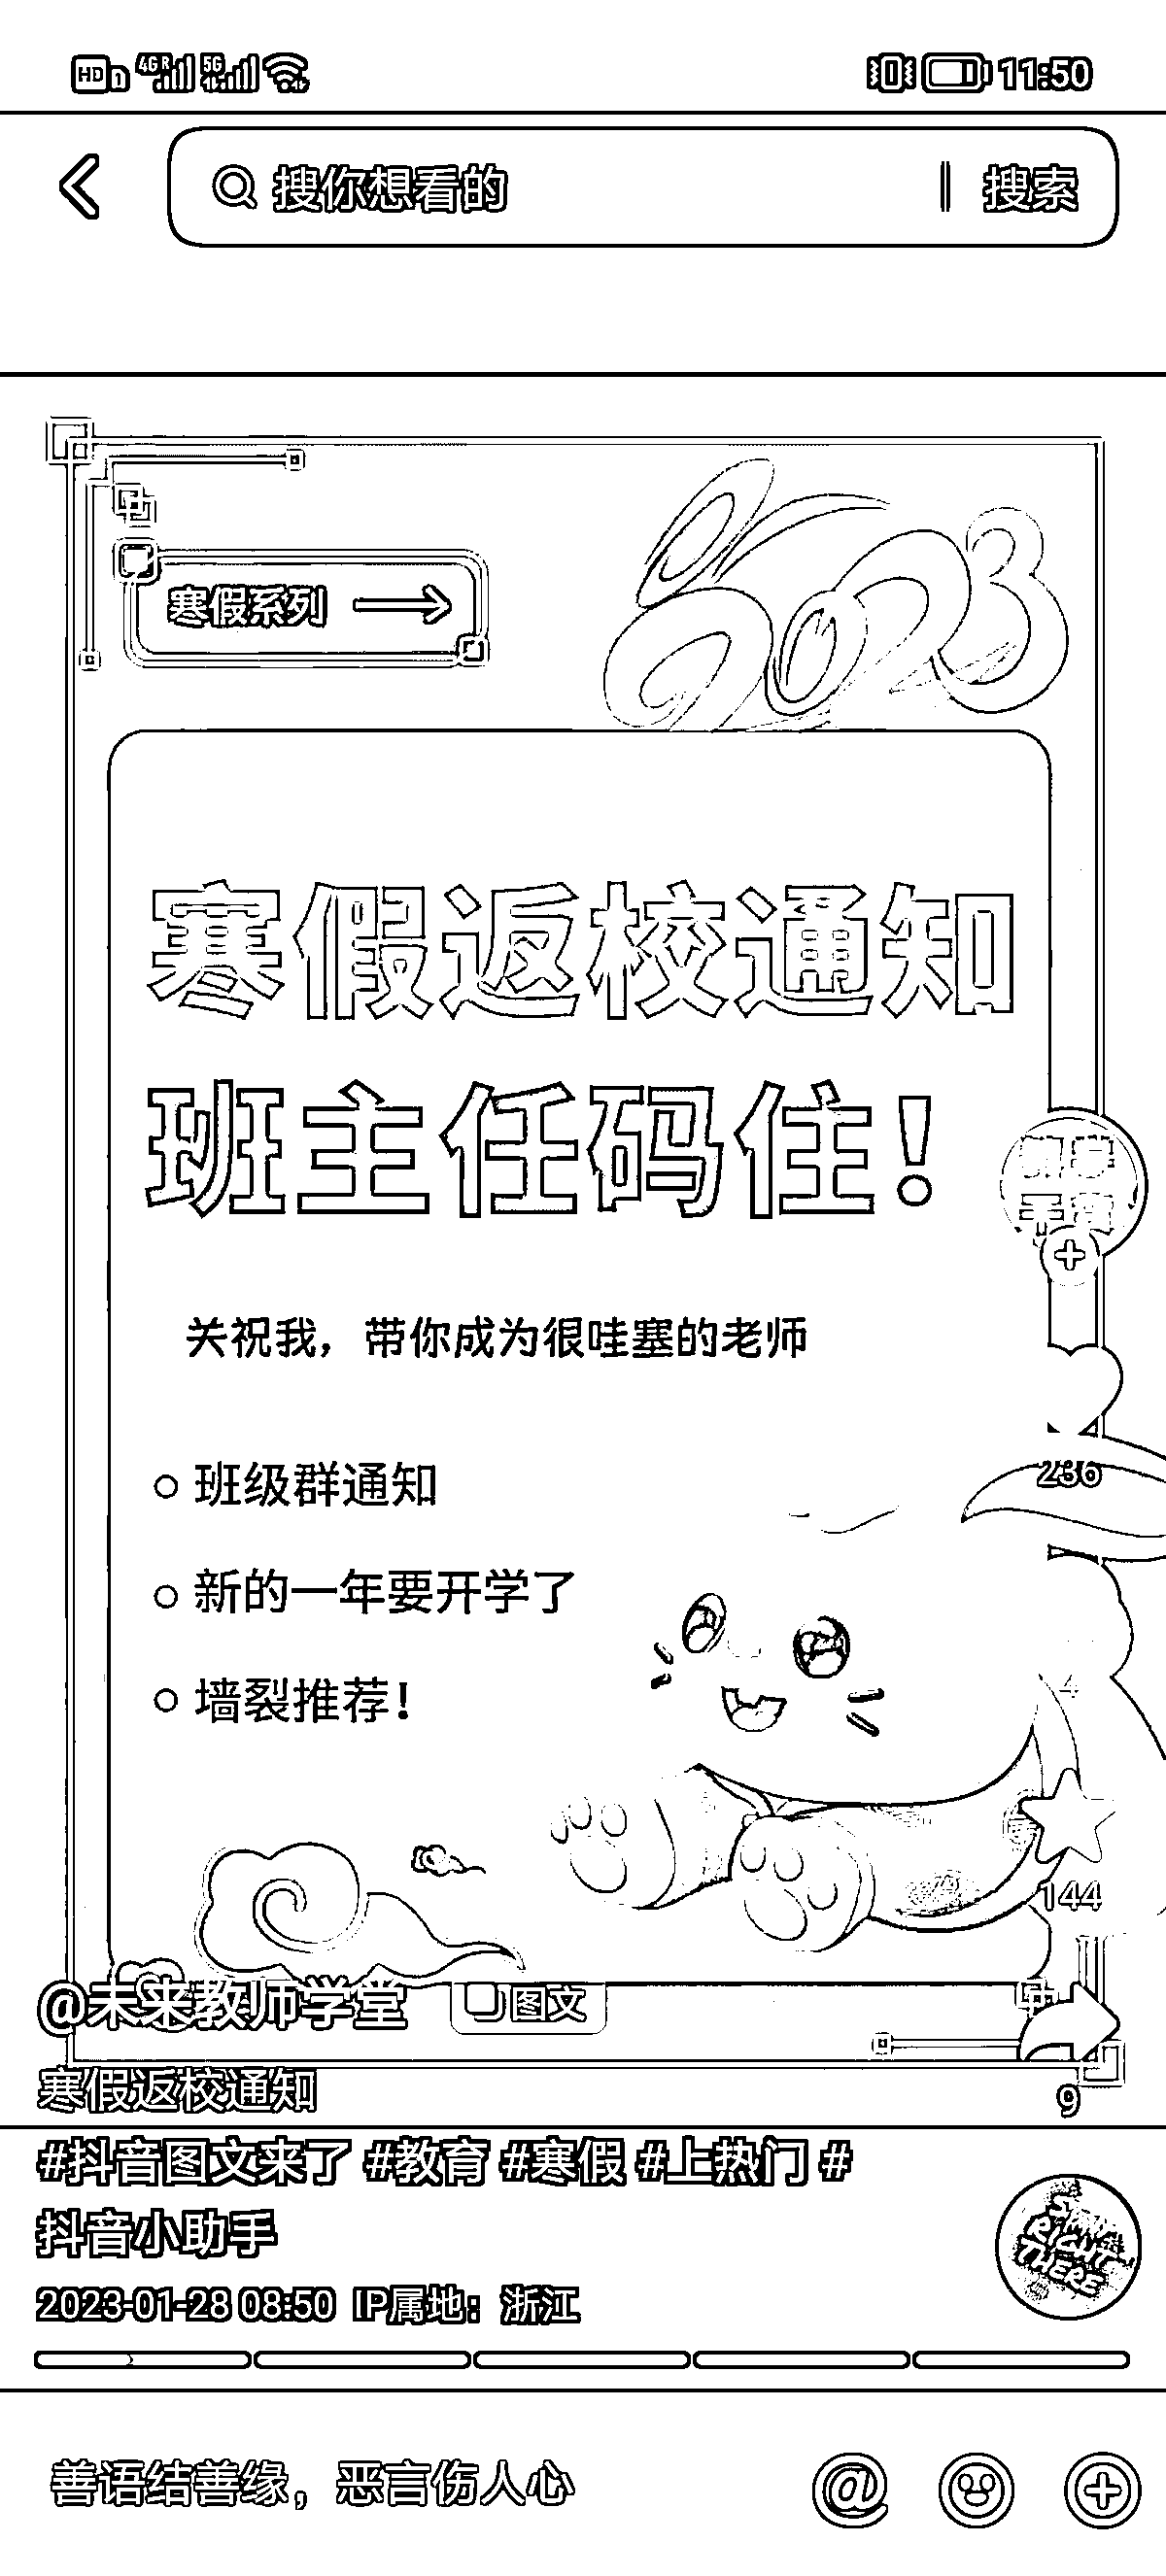 HD 1 4G R 5G 11:50
搜你想看的 搜索
2023
寒假系列
寒假返校通知
班主任码住！
关祝我，带你成为很哇塞的老师
班级群通知
236
新的一年要开学了
4
墙裂推荐！
144
@未来教师学堂 图文
寒假返校通知
9
#抖音图文来了 #教育 #寒假 #上热门 #
抖音小助手
RIGHT
THERE
2023-01-28 08:50 IP属地：浙江
善语结善缘，恶言伤人心